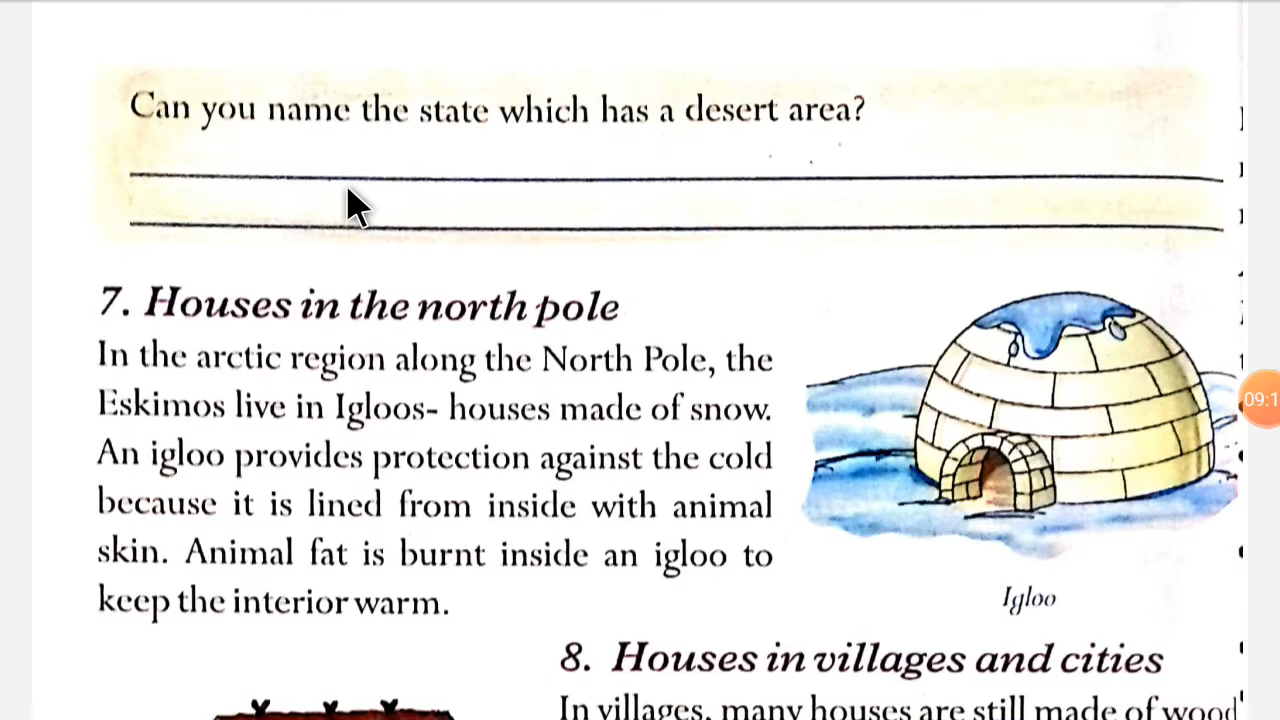 Can you name the state which has a desert area?
7. Houses in the north pole
In the arctic region along the North Pole, the
Eskimos live in Igloos- houses made of snow.
An igloo provides protection against the cold
because it is lined from inside with animal
skin. Animal fat is burnt inside an igloo to
keep the interior warm.
Igloo
09:1
8. Houses in villages and cities
In villages, many houses are still made of wood